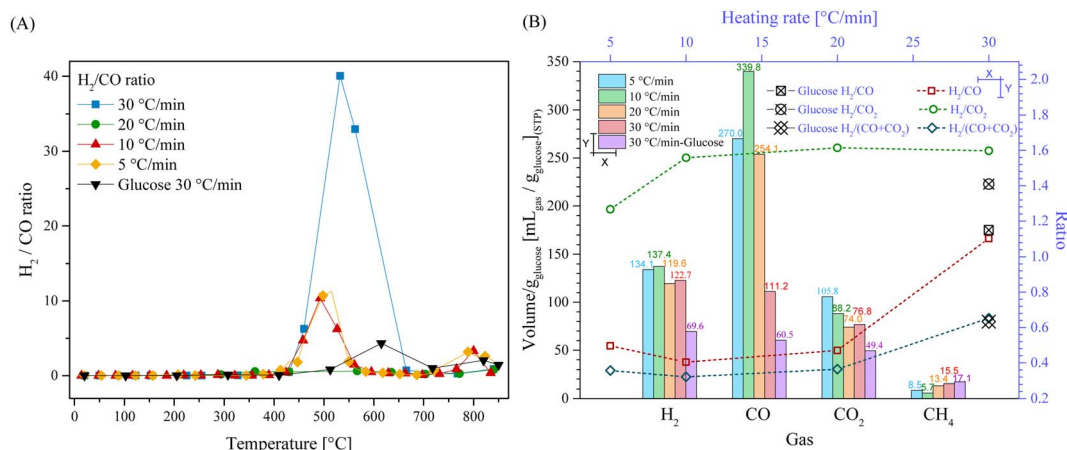 (A)
H₂/CO ratio
30 °C/min
20 °C/min
10 °C/min
5 °C/min
Glucose 30 °C/min
H₂ / CO ratio
40
30
20
10
0
0 100 200 300 400 500 600 700 800
Temperature [°C]
(B)
Heating rate [°C/min]
5 10 15 20 25 30
Volume/g_glucose [mL_gas / g_glucose](STP)
350
300
250
200
150
100
50
0
5 °C/min
10 °C/min
20 °C/min
30 °C/min
30 °C/min-Glucose
Y
X
Glucose H₂/CO
Glucose H₂/CO₂
Glucose H₂/(CO+CO₂)
H₂/CO
H₂/CO₂
H₂/(CO+CO₂)
X
Y
134.1
137.4
119.6
122.7
69.6
270.0
339.8
254.1
111.2
60.5
105.8
88.2
74.0
76.8
49.4
8.5
5.7
13.4
15.5
17.1
H₂ CO CO₂ CH₄
Gas
2.0
1.8
1.6
1.4
1.2
1.0
0.8
0.6
0.4
0.2
Ratio